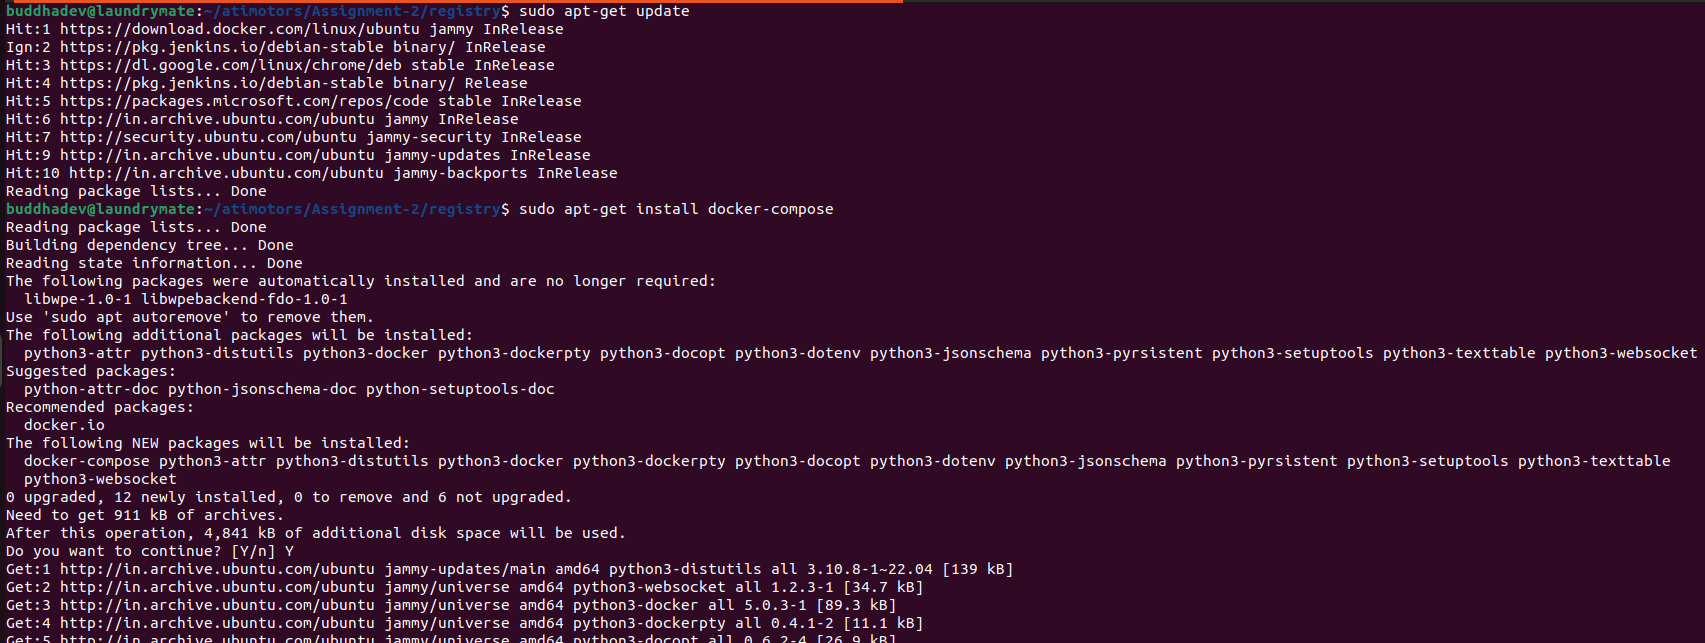 buddhadev@laundrymate:~/atimotors/Assignment-2/registry$ sudo apt-get update
Hit:1 https://download.docker.com/linux/ubuntu jammy InRelease
Ign:2 https://pkg.jenkins.io/debian-stable binary/ InRelease
Hit:3 https://dl.google.com/linux/chrome/deb stable InRelease
Hit:4 https://pkg.jenkins.io/debian-stable binary/ Release
Hit:5 https://packages.microsoft.com/repos/code stable InRelease
Hit:6 http://in.archive.ubuntu.com/ubuntu jammy InRelease
Hit:7 http://security.ubuntu.com/ubuntu jammy-security InRelease
Hit:9 http://in.archive.ubuntu.com/ubuntu jammy-updates InRelease
Hit:10 http://in.archive.ubuntu.com/ubuntu jammy-backports InRelease
Reading package lists... Done
buddhadev@laundrymate:~/atimotors/Assignment-2/registry$ sudo apt-get install docker-compose
Reading package lists... Done
Building dependency tree... Done
Reading state information... Done
The following packages were automatically installed and are no longer required:
  libwpe-1.0-1 libwpebackend-fdo-1.0-1
Use 'sudo apt autoremove' to remove them.
The following additional packages will be installed:
  python3-attr python3-distutils python3-docker python3-dockerpty python3-docopt python3-dotenv python3-jsonschema python3-pyrsistent python3-setuptools python3-texttable python3-websocket
Suggested packages:
  python-attr-doc python-jsonschema-doc python-setuptools-doc
Recommended packages:
  docker.io
The following NEW packages will be installed:
  docker-compose python3-attr python3-distutils python3-docker python3-dockerpty python3-docopt python3-dotenv python3-jsonschema python3-pyrsistent python3-setuptools python3-texttable
  python3-websocket
0 upgraded, 12 newly installed, 0 to remove and 6 not upgraded.
Need to get 911 kB of archives.
After this operation, 4,841 kB of additional disk space will be used.
Do you want to continue? [Y/n] Y
Get:1 http://in.archive.ubuntu.com/ubuntu jammy-updates/main amd64 python3-distutils all 3.10.8-1~22.04 [139 kB]
Get:2 http://in.archive.ubuntu.com/ubuntu jammy/universe amd64 python3-websocket all 1.2.3-1 [34.7 kB]
Get:3 http://in.archive.ubuntu.com/ubuntu jammy/universe amd64 python3-docker all 5.0.3-1 [89.3 kB]
Get:4 http://in.archive.ubuntu.com/ubuntu jammy/universe amd64 python3-dockerpty all 0.4.1-2 [11.1 kB]
Get:5 http://in.archive.ubuntu.com/ubuntu jammy/universe amd64 python3-docopt all 0.6.2-4 [26.9 kB]